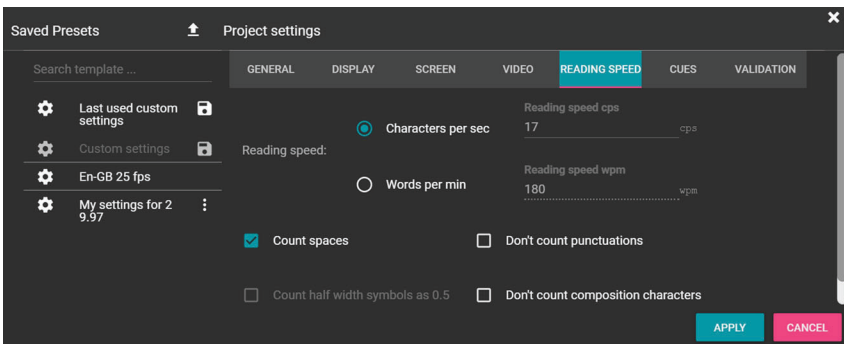 Saved Presets
Project settings
Search template ...
GENERAL DISPLAY SCREEN VIDEO READING SPEED CUES VALIDATION
Last used custom
settings
Custom settings
En-GB 25 fps
My settings for 2
9.97
Reading speed:
Characters per sec
Reading speed cps
17 cps
Words per min
Reading speed wpm
180 wpm
Count spaces
Don't count punctuations
Count half width symbols as 0.5
Don't count composition characters
APPLY CANCEL